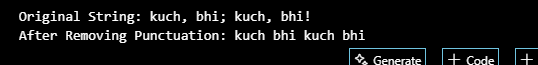 Original String: kuch, bhi; kuch, bhi!
After Removing Punctuation: kuch bhi kuch bhi
Generate + Code +